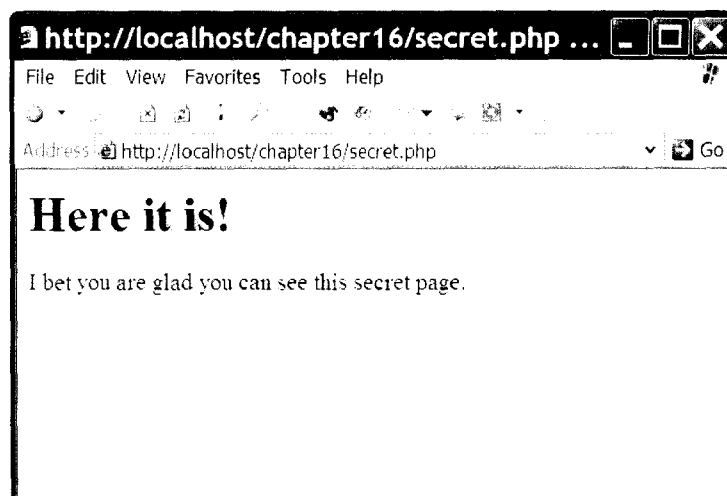 http://localhost/chapter16/secret.php ...
File Edit View Favorites Tools Help
Address http://localhost/chapter16/secret.php Go
Here it is!
I bet you are glad you can see this secret page.